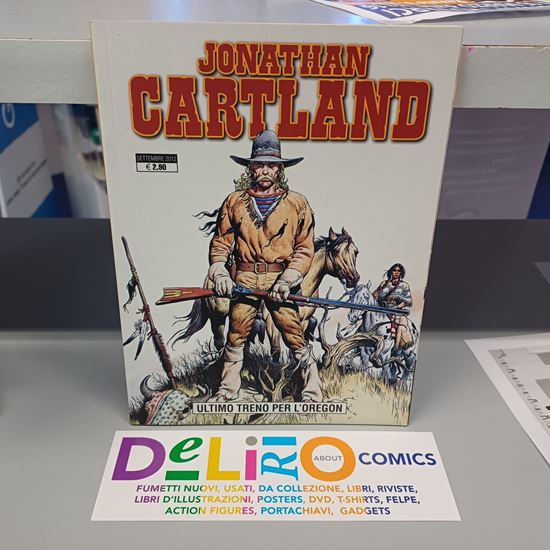 JONATHAN
CARTLAND
SETTEMBRE 2012
€ 2,80
ULTIMO TRENO PER L'OREGON
DeLiRiO ABOUT COMICS
FUMETTI NUOVI, USATI, DA COLLEZIONE, LIBRI, RIVISTE,
LIBRI D'ILLUSTRAZIONI, POSTERS, DVD, T-SHIRTS, FELPE,
ACTION FIGURES, PORTACHIAVI, GADGETS